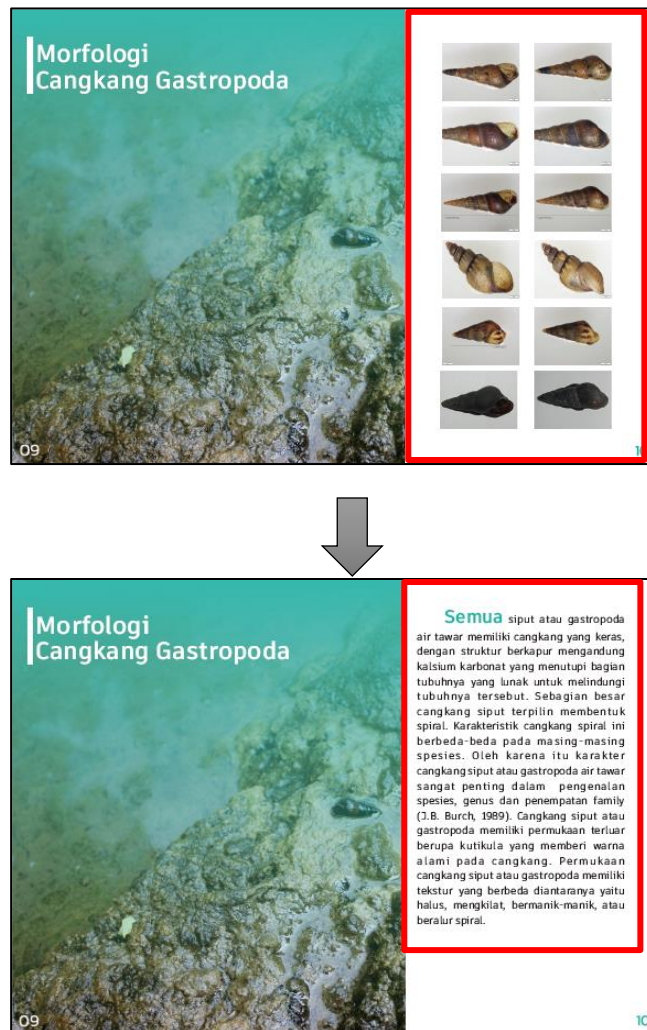 Morfologi
Cangkang Gastropoda
09
10
Morfologi
Cangkang Gastropoda
Semua siput atau gastropoda
air tawar memiliki cangkang yang keras,
dengan struktur berkapur mengandung
kalsium karbonat yang menutupi bagian
tubuhnya yang lunak untuk melindungi
tubuhnya tersebut. Sebagian besar
cangkang siput terpilin membentuk
spiral. Karakteristik cangkang spiral ini
berbeda-beda pada masing-masing
spesies. Oleh karena itu karakter
cangkang siput atau gastropoda air tawar
sangat penting dalam pengenalan
spesies, genus dan penempatan family
(J.B. Burch, 1989). Cangkang siput atau
gastropoda memiliki permukaan terluar
berupa kutikula yang memberi warna
alami pada cangkang. Permukaan
cangkang siput atau gastropoda memiliki
tekstur yang berbeda diantaranya yaitu
halus, mengkilat, bermanik-manik, atau
beralur spiral.
09
10